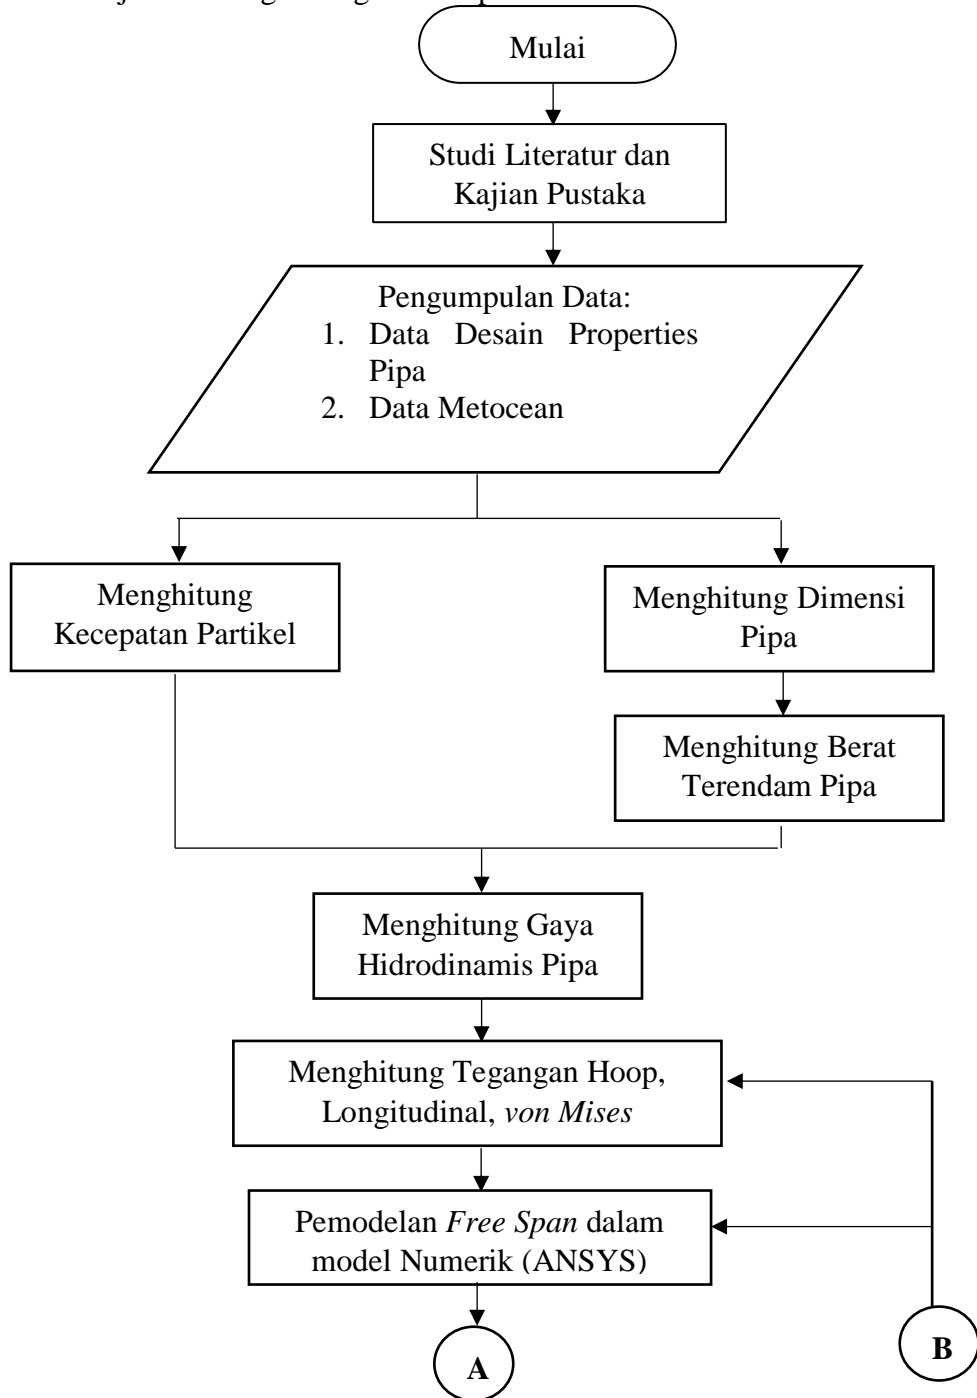 Mulai
Studi Literatur dan
Kajian Pustaka
Pengumpulan Data:
1. Data Desain Properties
Pipa
2. Data Metocean
Menghitung
Kecepatan Partikel
Menghitung Dimensi
Pipa
Menghitung Berat
Terendam Pipa
Menghitung Gaya
Hidrodinamis Pipa
Menghitung Tegangan Hoop,
Longitudinal, von Mises
Pemodelan Free Span dalam
model Numerik (ANSYS)
A
B